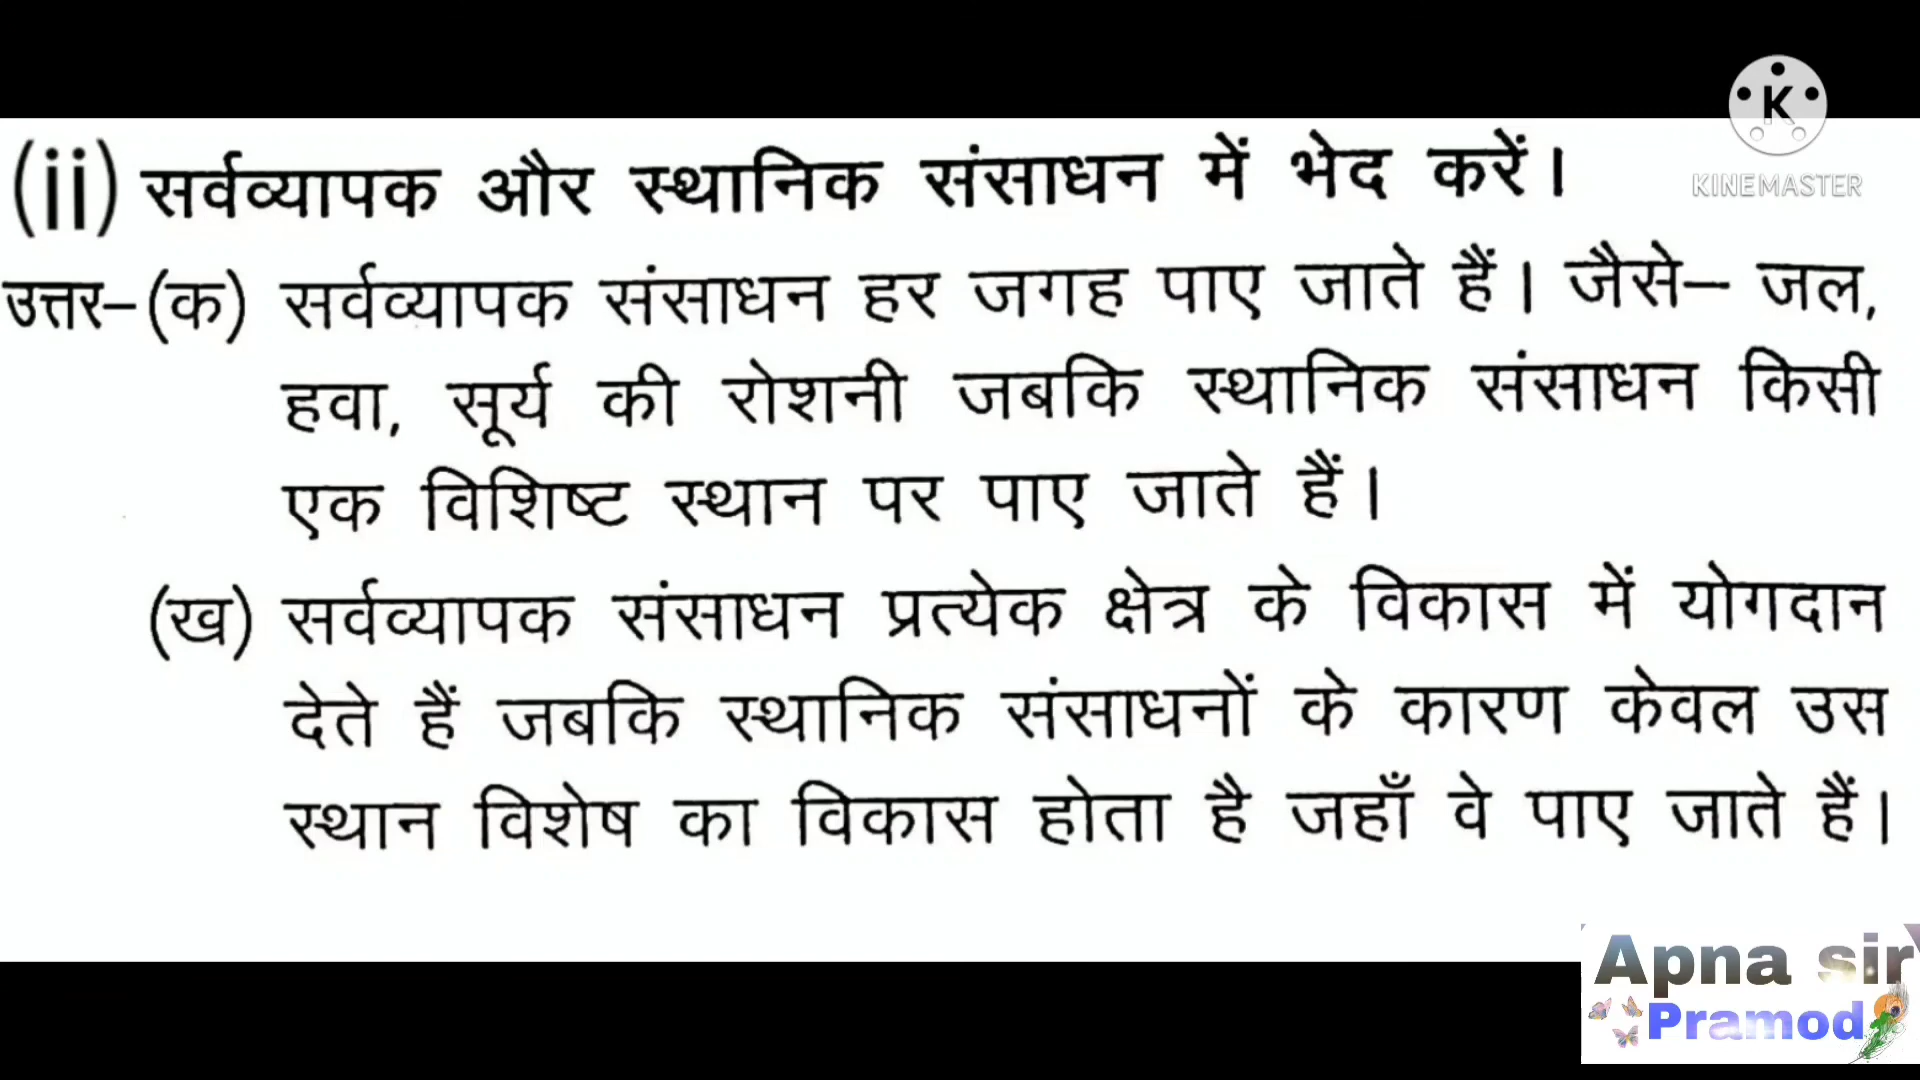 KINEMASTER
(ii) सर्वव्यापक और स्थानिक संसाधन में भेद करें।
उत्तर– (क) सर्वव्यापक संसाधन हर जगह पाए जाते हैं। जैसे– जल,
हवा, सूर्य की रोशनी जबकि स्थानिक संसाधन किसी
एक विशिष्ट स्थान पर पाए जाते हैं।
(ख) सर्वव्यापक संसाधन प्रत्येक क्षेत्र के विकास में योगदान
देते हैं जबकि स्थानिक संसाधनों के कारण केवल उस
स्थान विशेष का विकास होता है जहाँ वे पाए जाते हैं।
Apna sir
Pramod